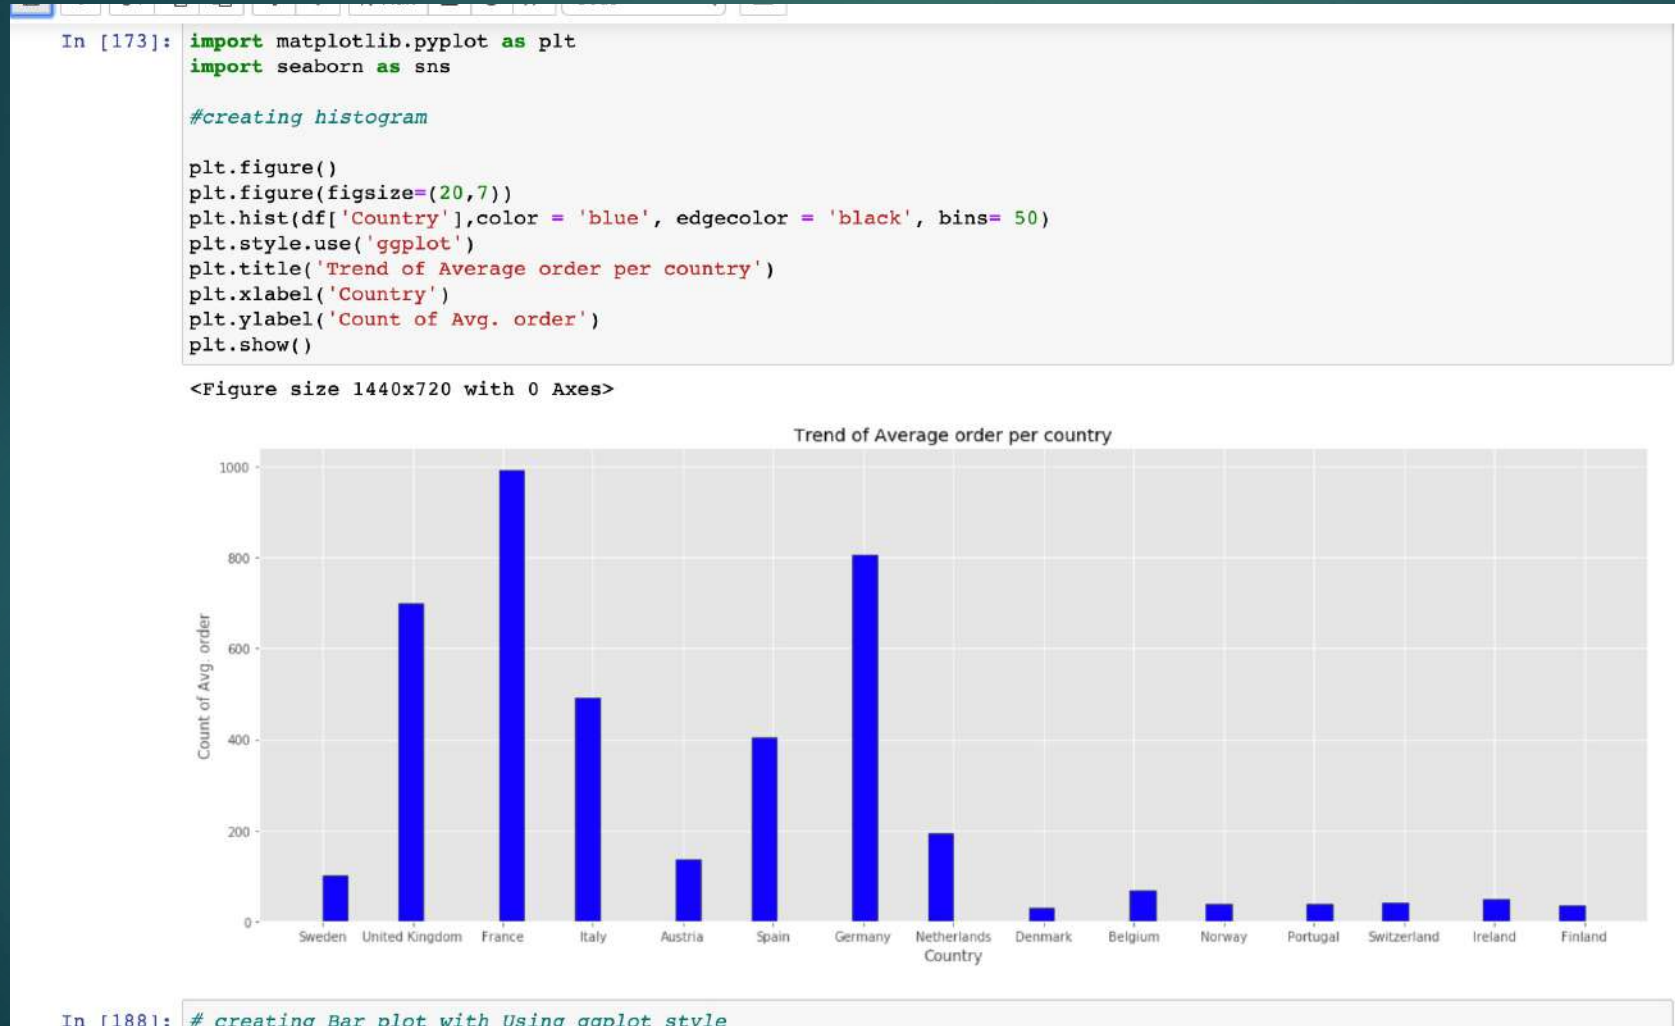 In [173]: import matplotlib.pyplot as plt
import seaborn as sns
#creating histogram
plt.figure()
plt.figure(figsize=(20,7))
plt.hist(df['Country'],color = 'blue', edgecolor = 'black', bins= 50)
plt.style.use('ggplot')
plt.title('Trend of Average order per country')
plt.xlabel('Country')
plt.ylabel('Count of Avg. order')
plt.show()
<Figure size 1440x720 with 0 Axes>
Trend of Average order per country
1000
800
600
400
200
0
Count of Avg. order
Sweden United Kingdom France Italy Austria Spain Germany Netherlands Denmark Belgium Norway Portugal Switzerland Ireland Finland
Country
In [188]: # creating Bar plot with Using ggplot style